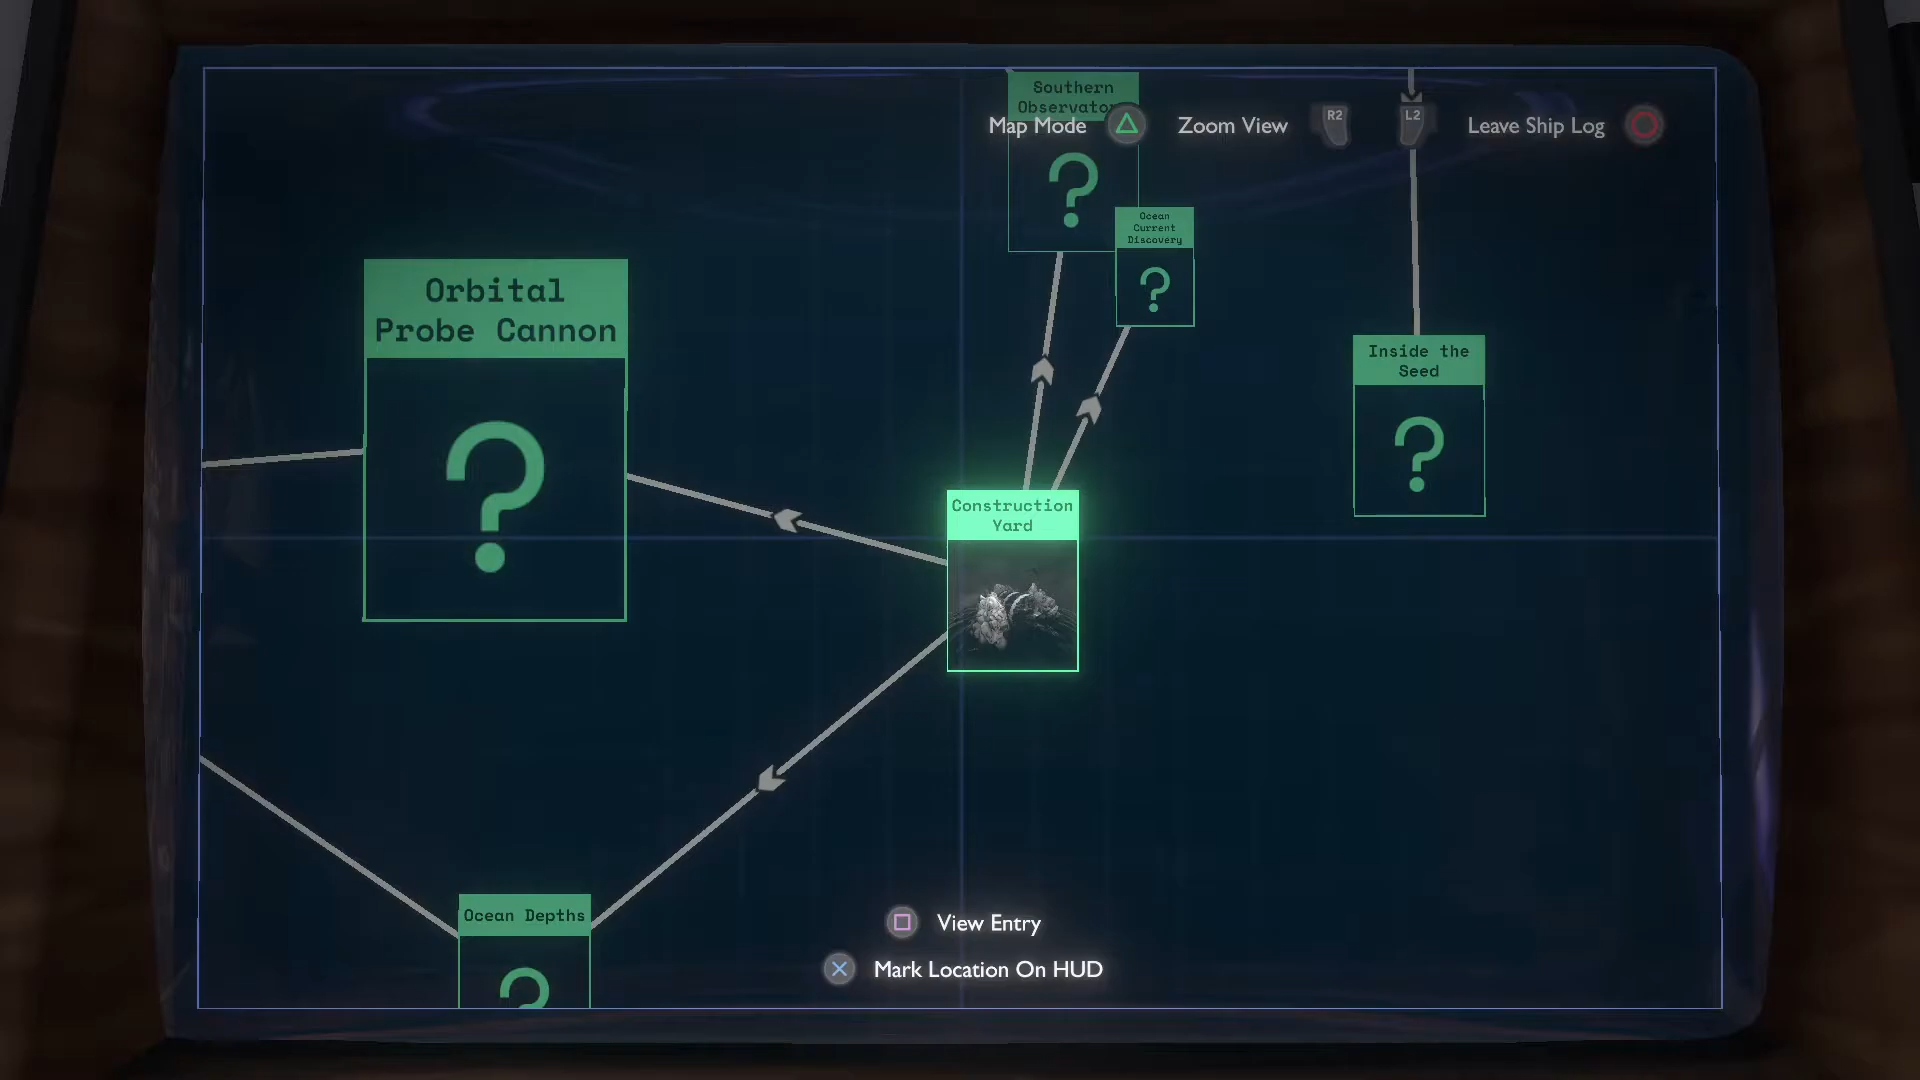 Southern
Observator
Map Mode
Zoom View
R2
L2
Leave Ship Log
Ocean
Current
Discovery
?
?
Orbital
Probe Cannon
?
Inside the
Seed
?
Construction
Yard
Ocean Depths
?
View Entry
Mark Location On HUD